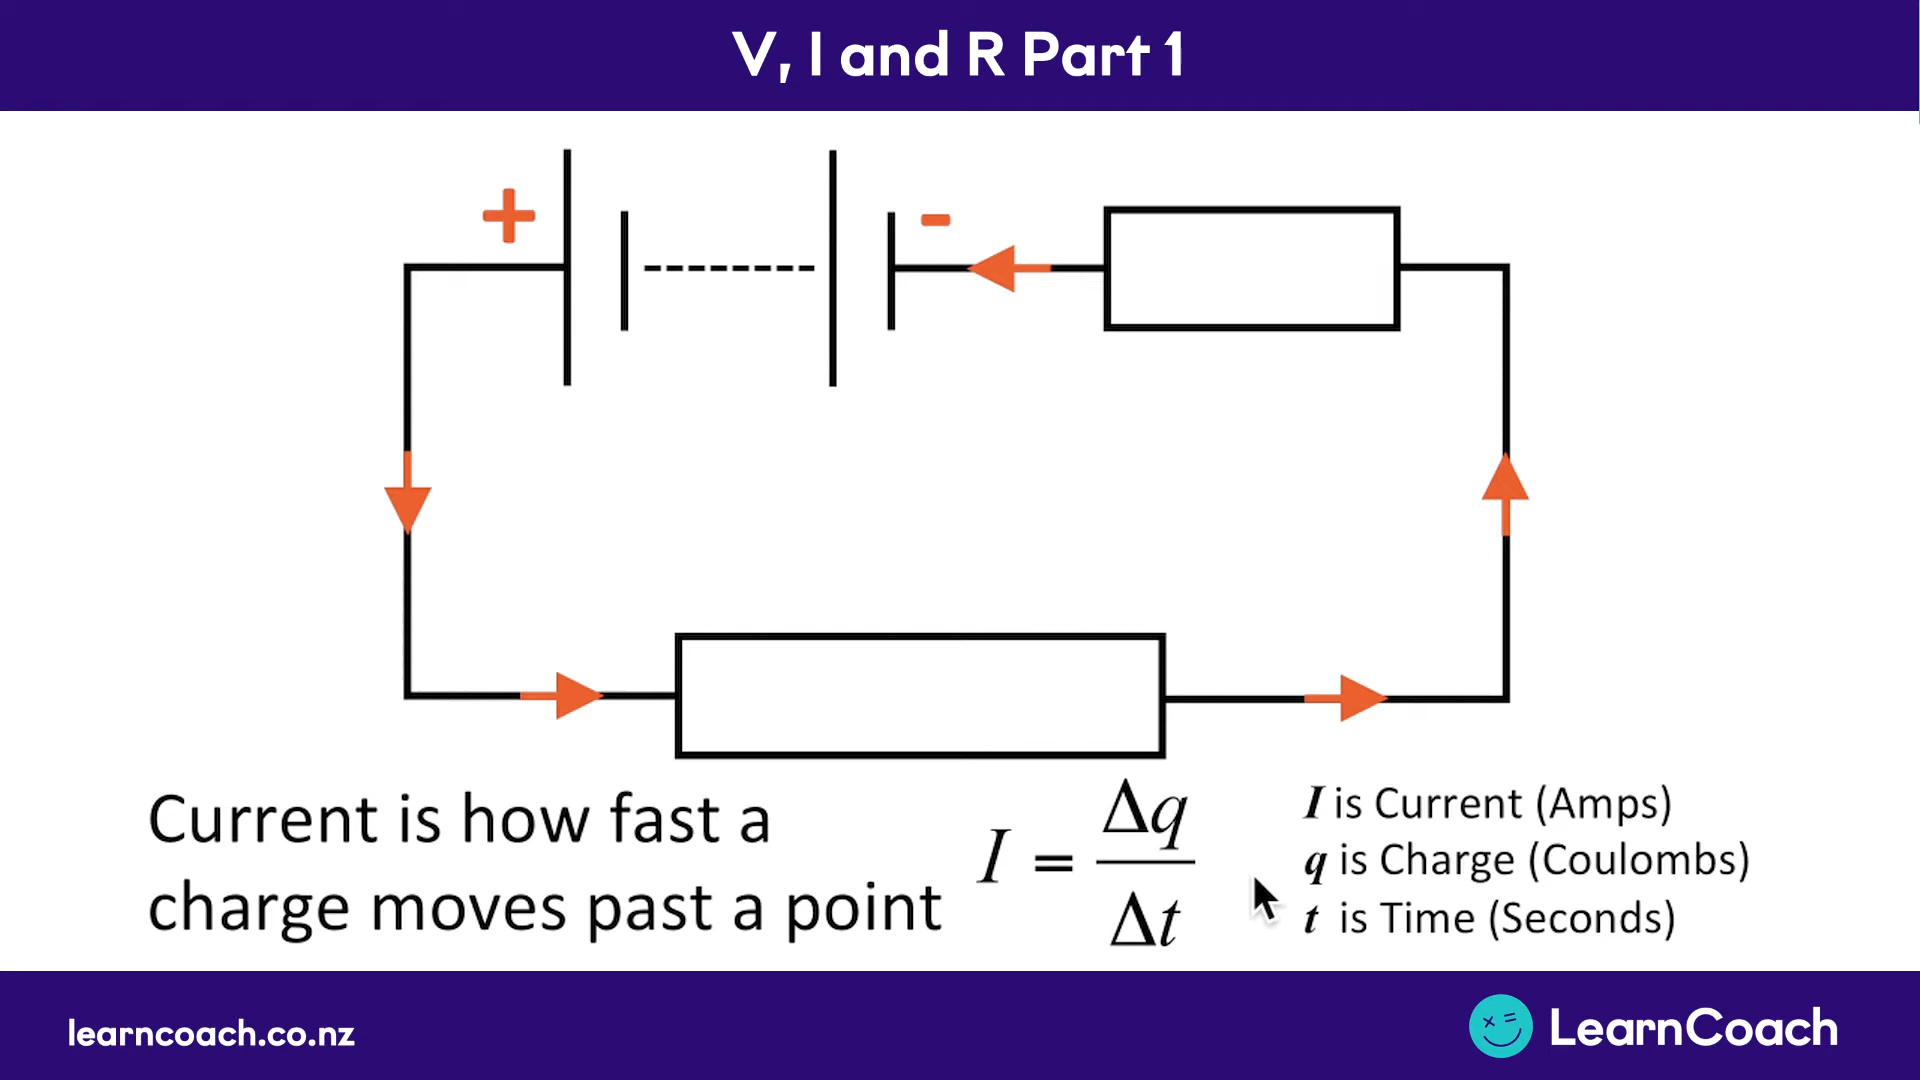 V, I and R Part 1
+
-
Current is how fast a
charge moves past a point
I = Δq/Δt
I is Current (Amps)
q is Charge (Coulombs)
t is Time (Seconds)
learncoach.co.nz
LearnCoach